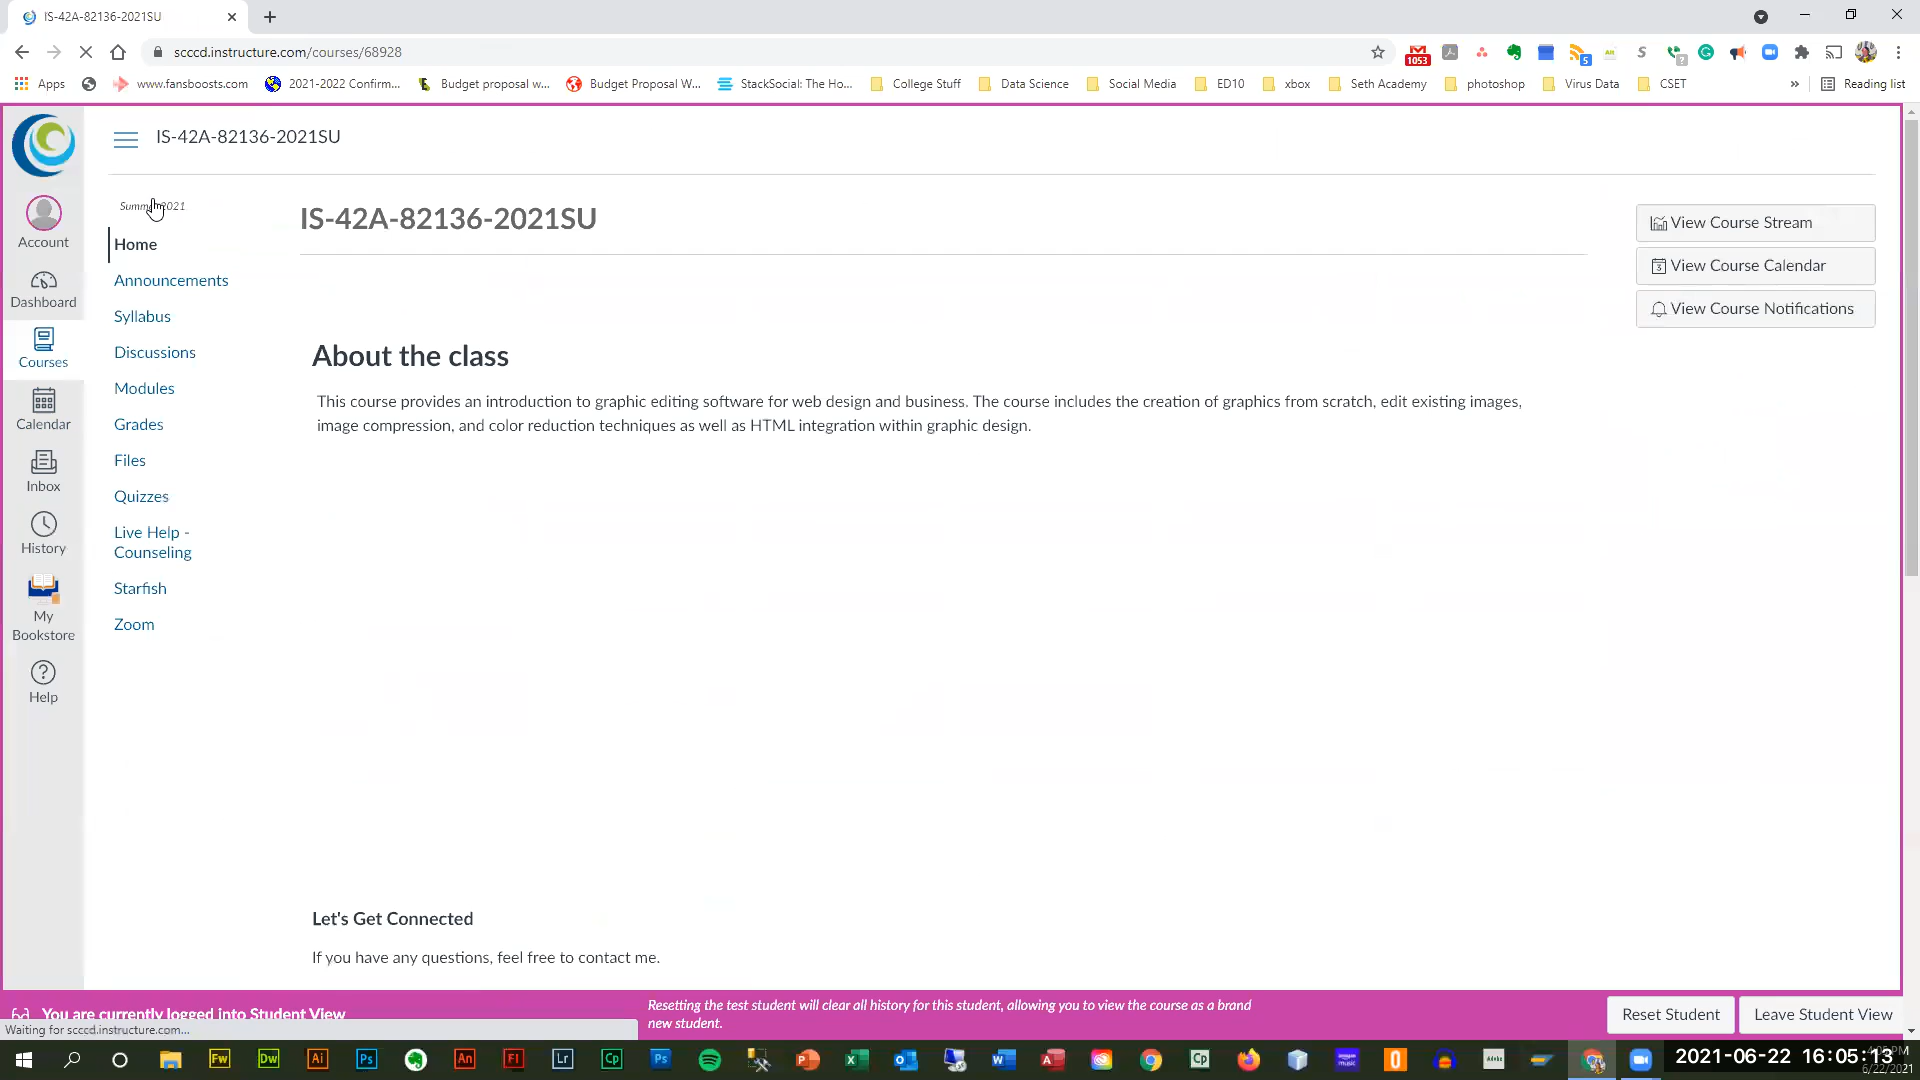 IS-42A-82136-2021SU
scccd.instructure.com/courses/68928
1053
5
Apps
www.fansboosts.com
2021-2022 Confirm...
Budget proposal w...
Budget Proposal W...
StackSocial: The Ho...
College Stuff
Data Science
Social Media
ED10
xbox
Seth Academy
photoshop
Virus Data
CSET
»
Reading list
IS-42A-82136-2021SU
Account
Dashboard
Courses
Calendar
Inbox
History
My
Bookstore
Help
Home
Announcements
Syllabus
Discussions
Modules
Grades
Files
Quizzes
Live Help -
Counseling
Starfish
Zoom
IS-42A-82136-2021SU
About the class
This course provides an introduction to graphic editing software for web design and business. The course includes the creation of graphics from scratch, edit existing images,
image compression, and color reduction techniques as well as HTML integration within graphic design.
Let's Get Connected
If you have any questions, feel free to contact me.
View Course Stream
View Course Calendar
View Course Notifications
You are currently logged into Student View
Resetting the test student will clear all history for this student, allowing you to view the course as a brand
new student.
Reset Student
Leave Student View
Waiting for scccd.instructure.com...
2021-06-22 16:05:13
6/22/2021